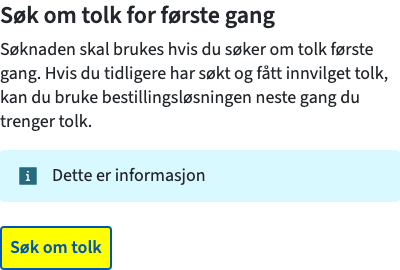 Søk om tolk for første gang
Søknaden skal brukes hvis du søker om tolk første
gang. Hvis du tidligere har søkt og fått innvilget tolk,
kan du bruke bestillingsløsningen neste gang du
trenger tolk.
Dette er informasjon
Søk om tolk